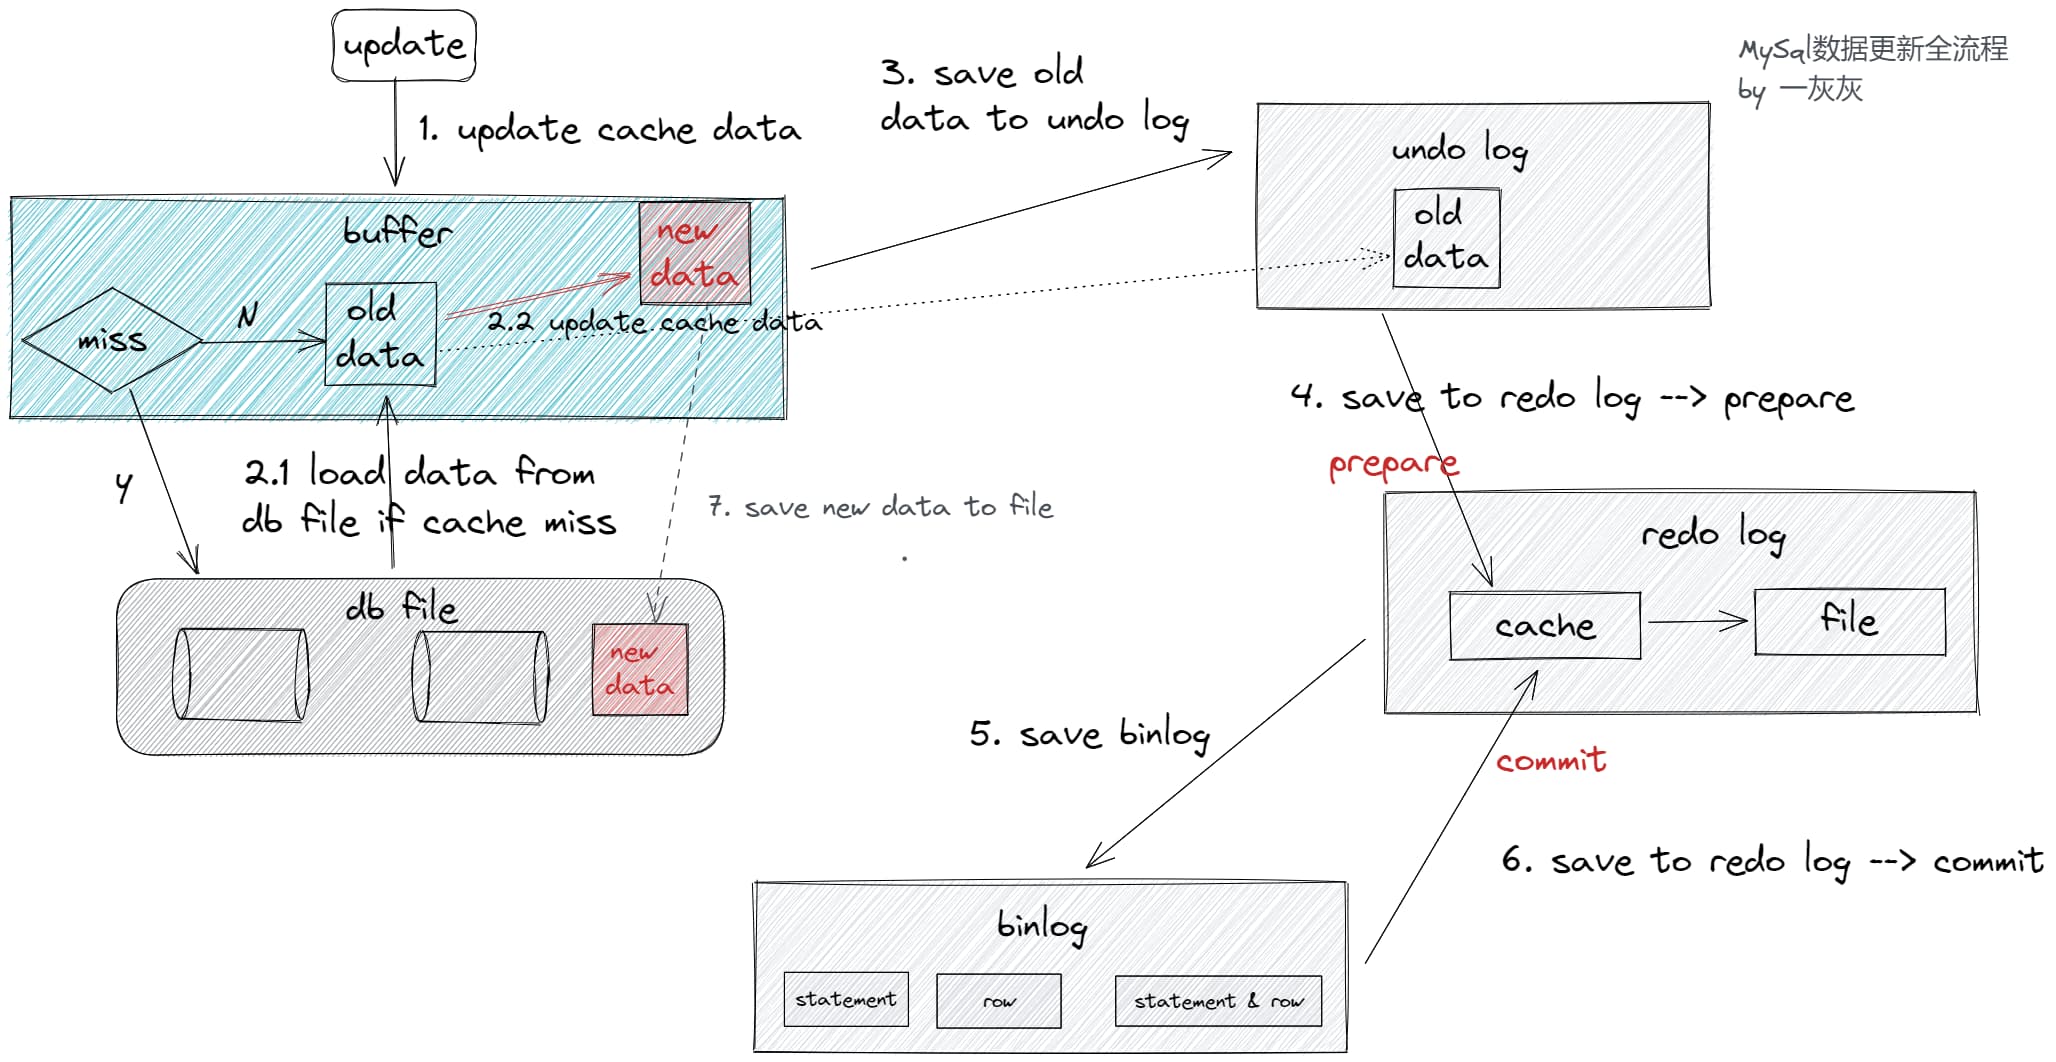 MySql数据更新全流程
by 一灰灰
update
1. update cache data
3. save old
data to undo log
undo log
old
data
buffer
new
data
miss
N
old
data
2.2 update cache data
4. save to redo log --> prepare
prepare
Y
2.1 load data from
db file if cache miss
7. save new data to file
redo log
cache
file
db file
new
data
5. save binlog
commit
6. save to redo log --> commit
binlog
statement
row
statement & row